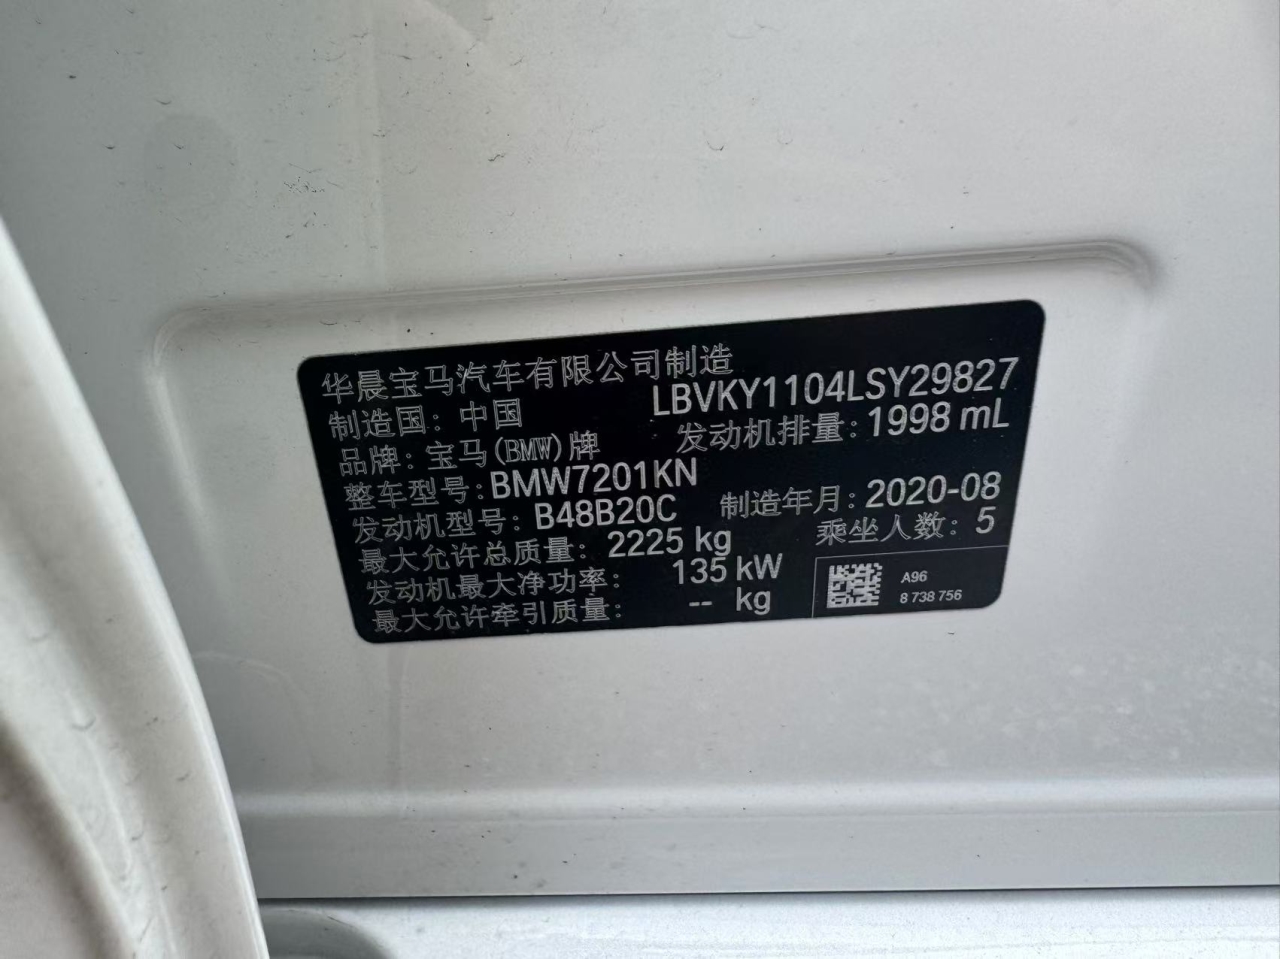 华晨宝马汽车有限公司制造
制造国：中国 LBVKY1104LSY29827
品牌：宝马(BMW)牌 发动机排量：1998 mL
整车型号：BMW7201KN
发动机型号：B48B20C 制造年月：2020-08
最大允许总质量：2225 kg 乘坐人数：5
发动机最大净功率：135 kW
最大允许牵引质量：-- kg
A96
8 738 756